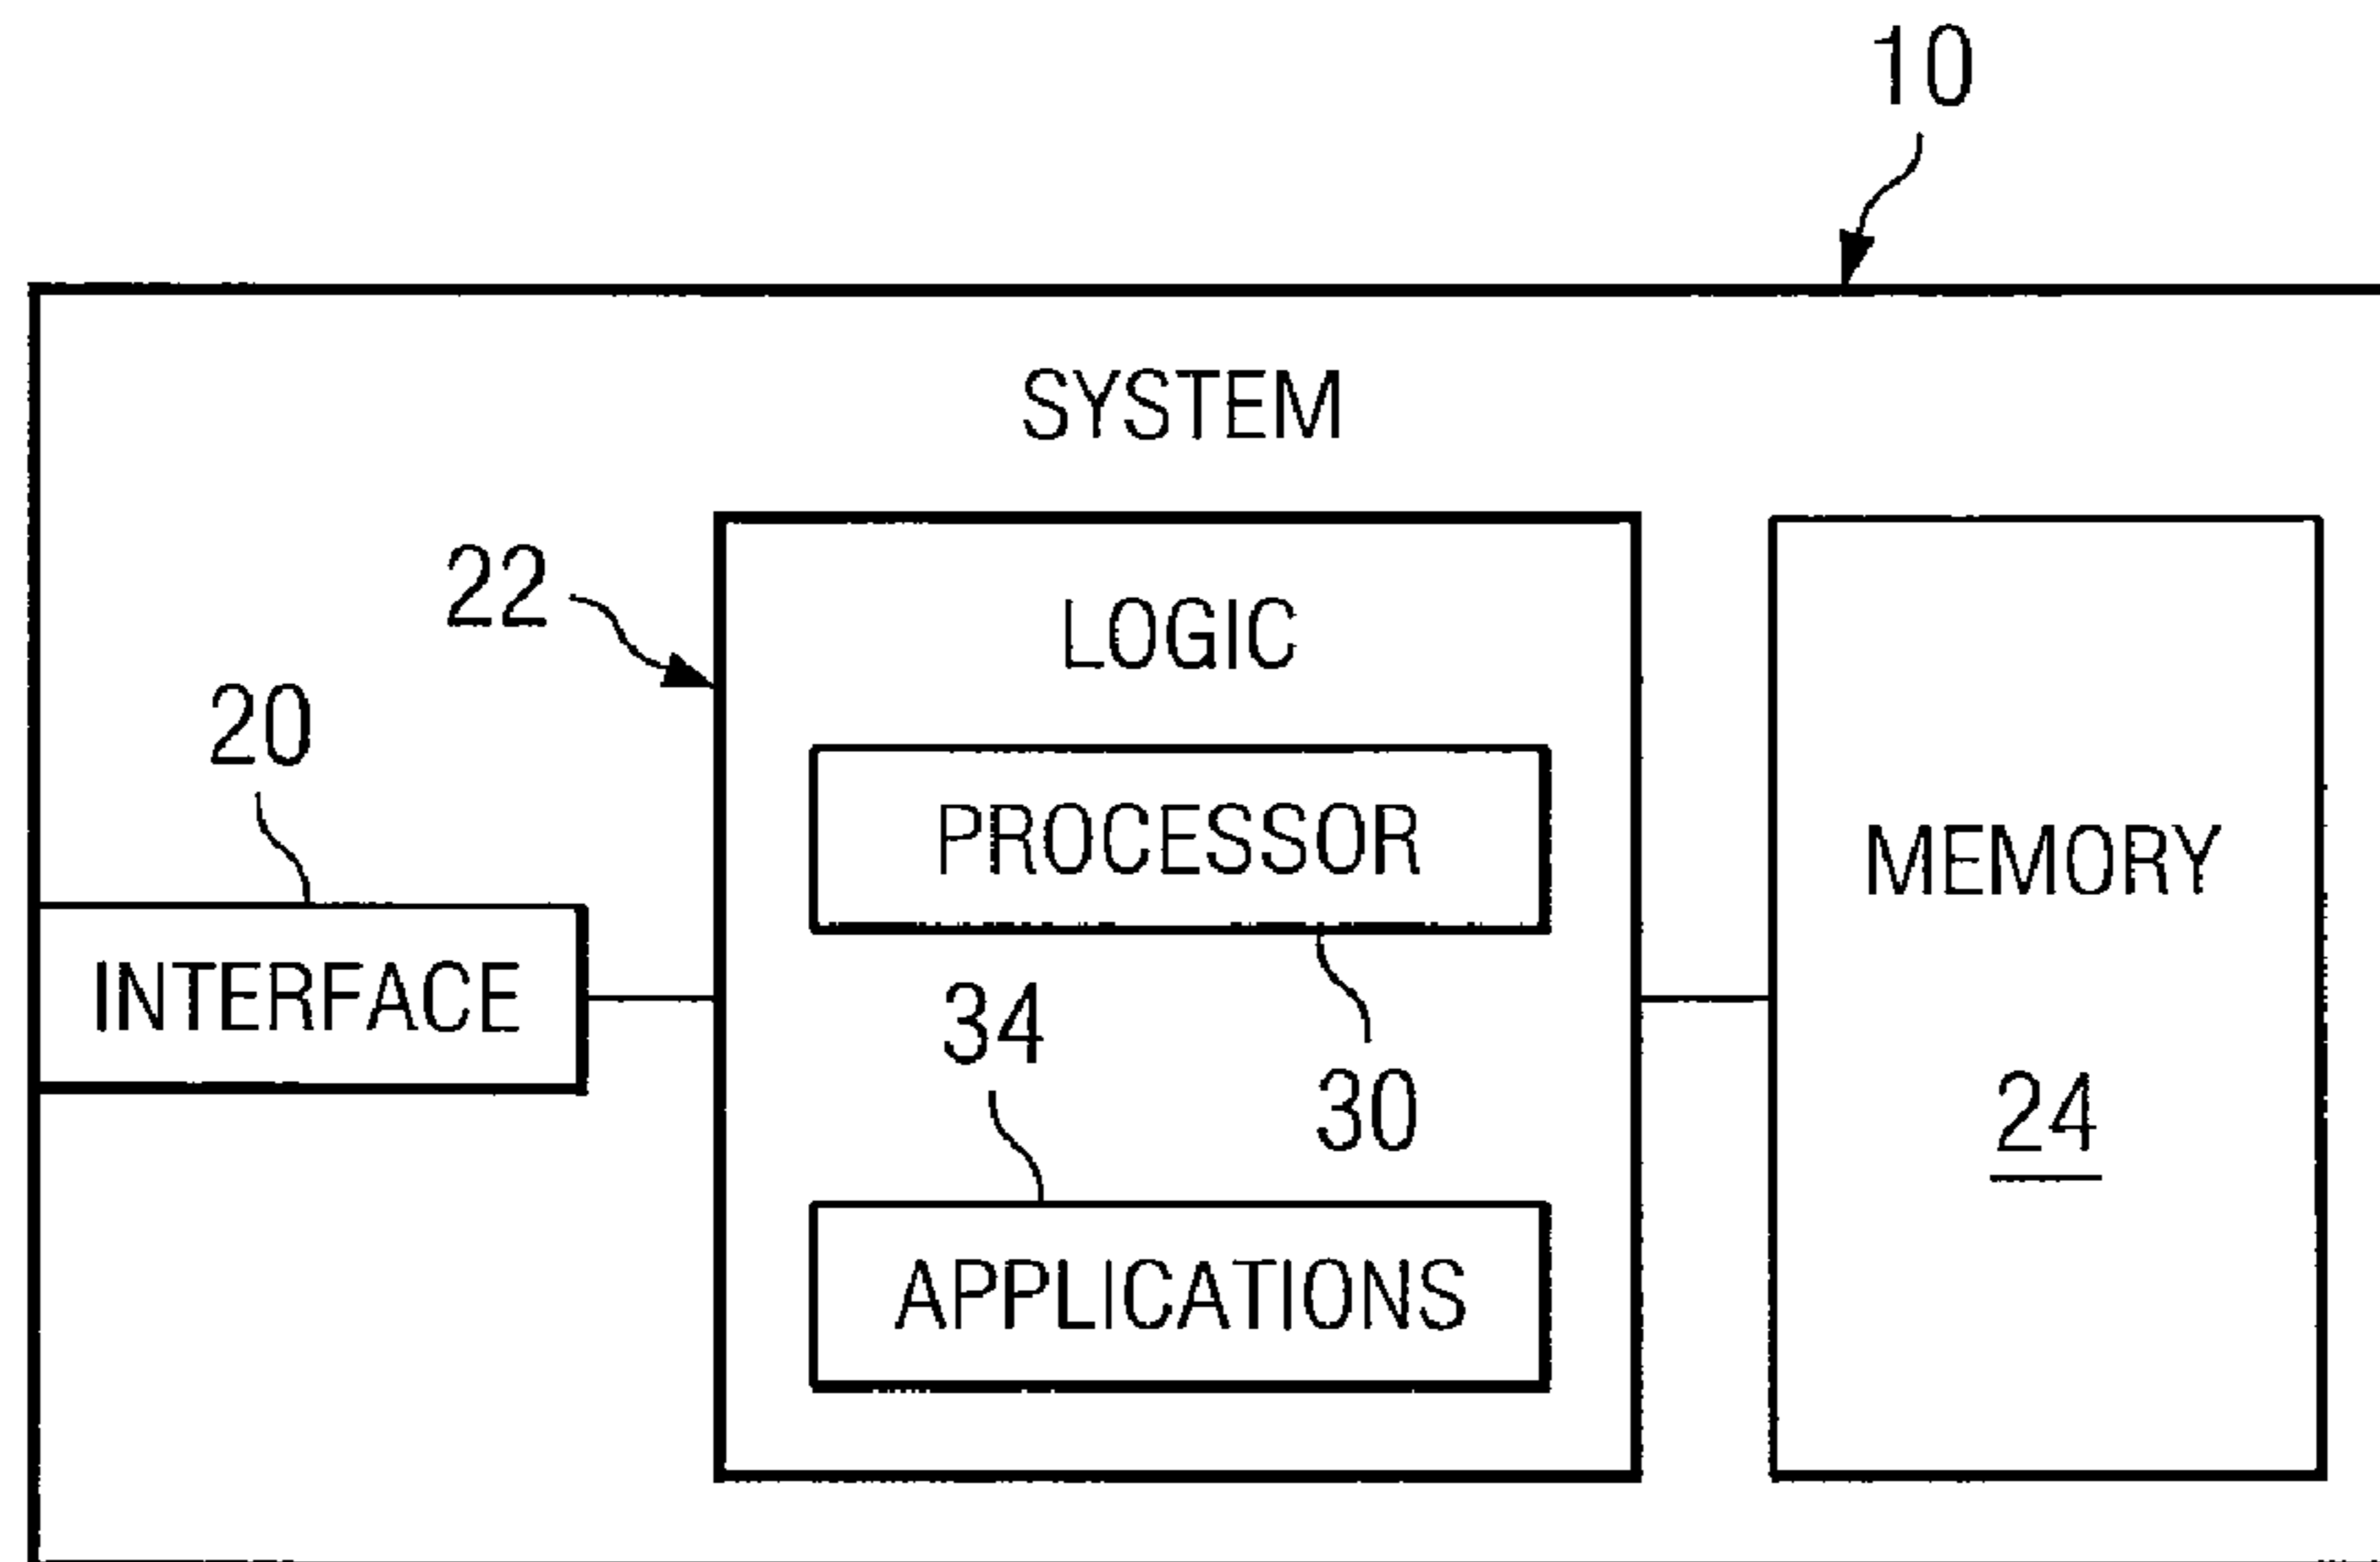 10
SYSTEM
22
LOGIC
20
PROCESSOR
MEMORY
INTERFACE
34
30
24
APPLICATIONS